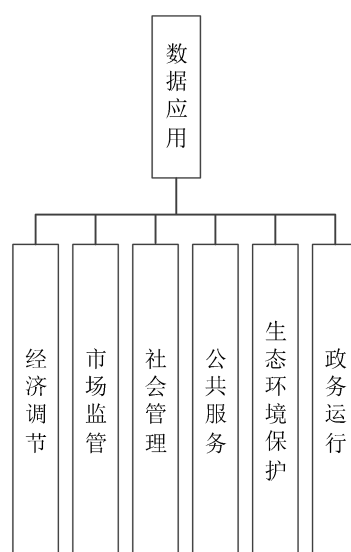 数据应用
经济调节
市场监管
社会管理
公共服务
生态环境保护
政务运行